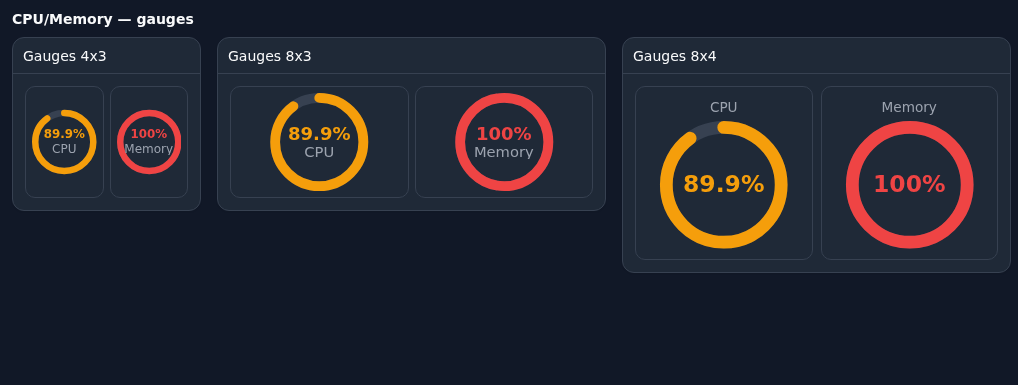 CPU/Memory — gauges
Gauges 4x3
89.9%
CPU
100%
Memory
Gauges 8x3
89.9%
CPU
100%
Memory
Gauges 8x4
CPU
89.9%
Memory
100%